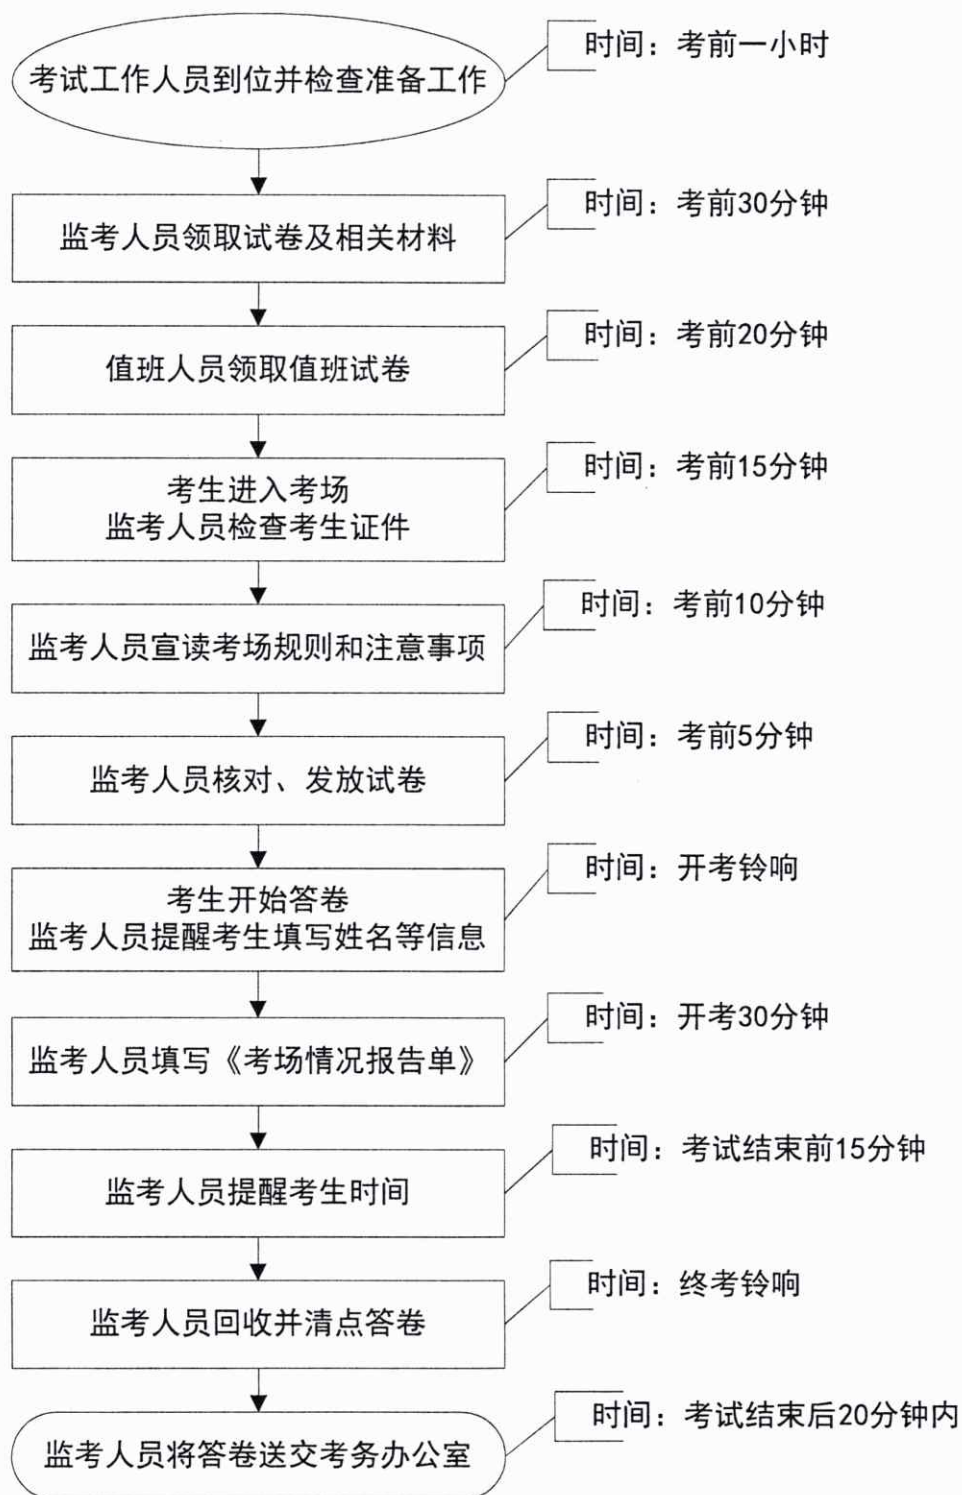 考试工作人员到位并检查准备工作
时间：考前一小时
监考人员领取试卷及相关材料
时间：考前30分钟
值班人员领取值班试卷
时间：考前20分钟
考生进入考场
监考人员检查考生证件
时间：考前15分钟
监考人员宣读考场规则和注意事项
时间：考前10分钟
监考人员核对、发放试卷
时间：考前5分钟
考生开始答卷
监考人员提醒考生填写姓名等信息
时间：开考铃响
监考人员填写《考场情况报告单》
时间：开考30分钟
监考人员提醒考生时间
时间：考试结束前15分钟
监考人员回收并清点答卷
时间：终考铃响
监考人员将答卷送交考务办公室
时间：考试结束后20分钟内